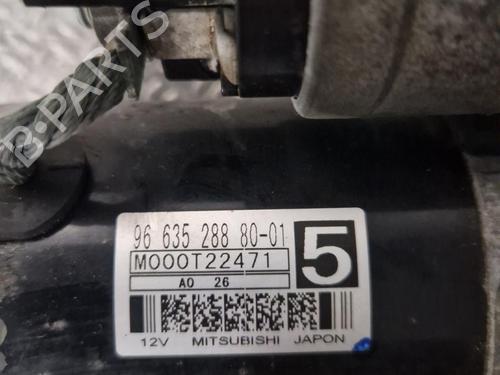 B-PARTS
96 635 288 80-01
M000T22471
5
A0 26
12V MITSUBISHI JAPON